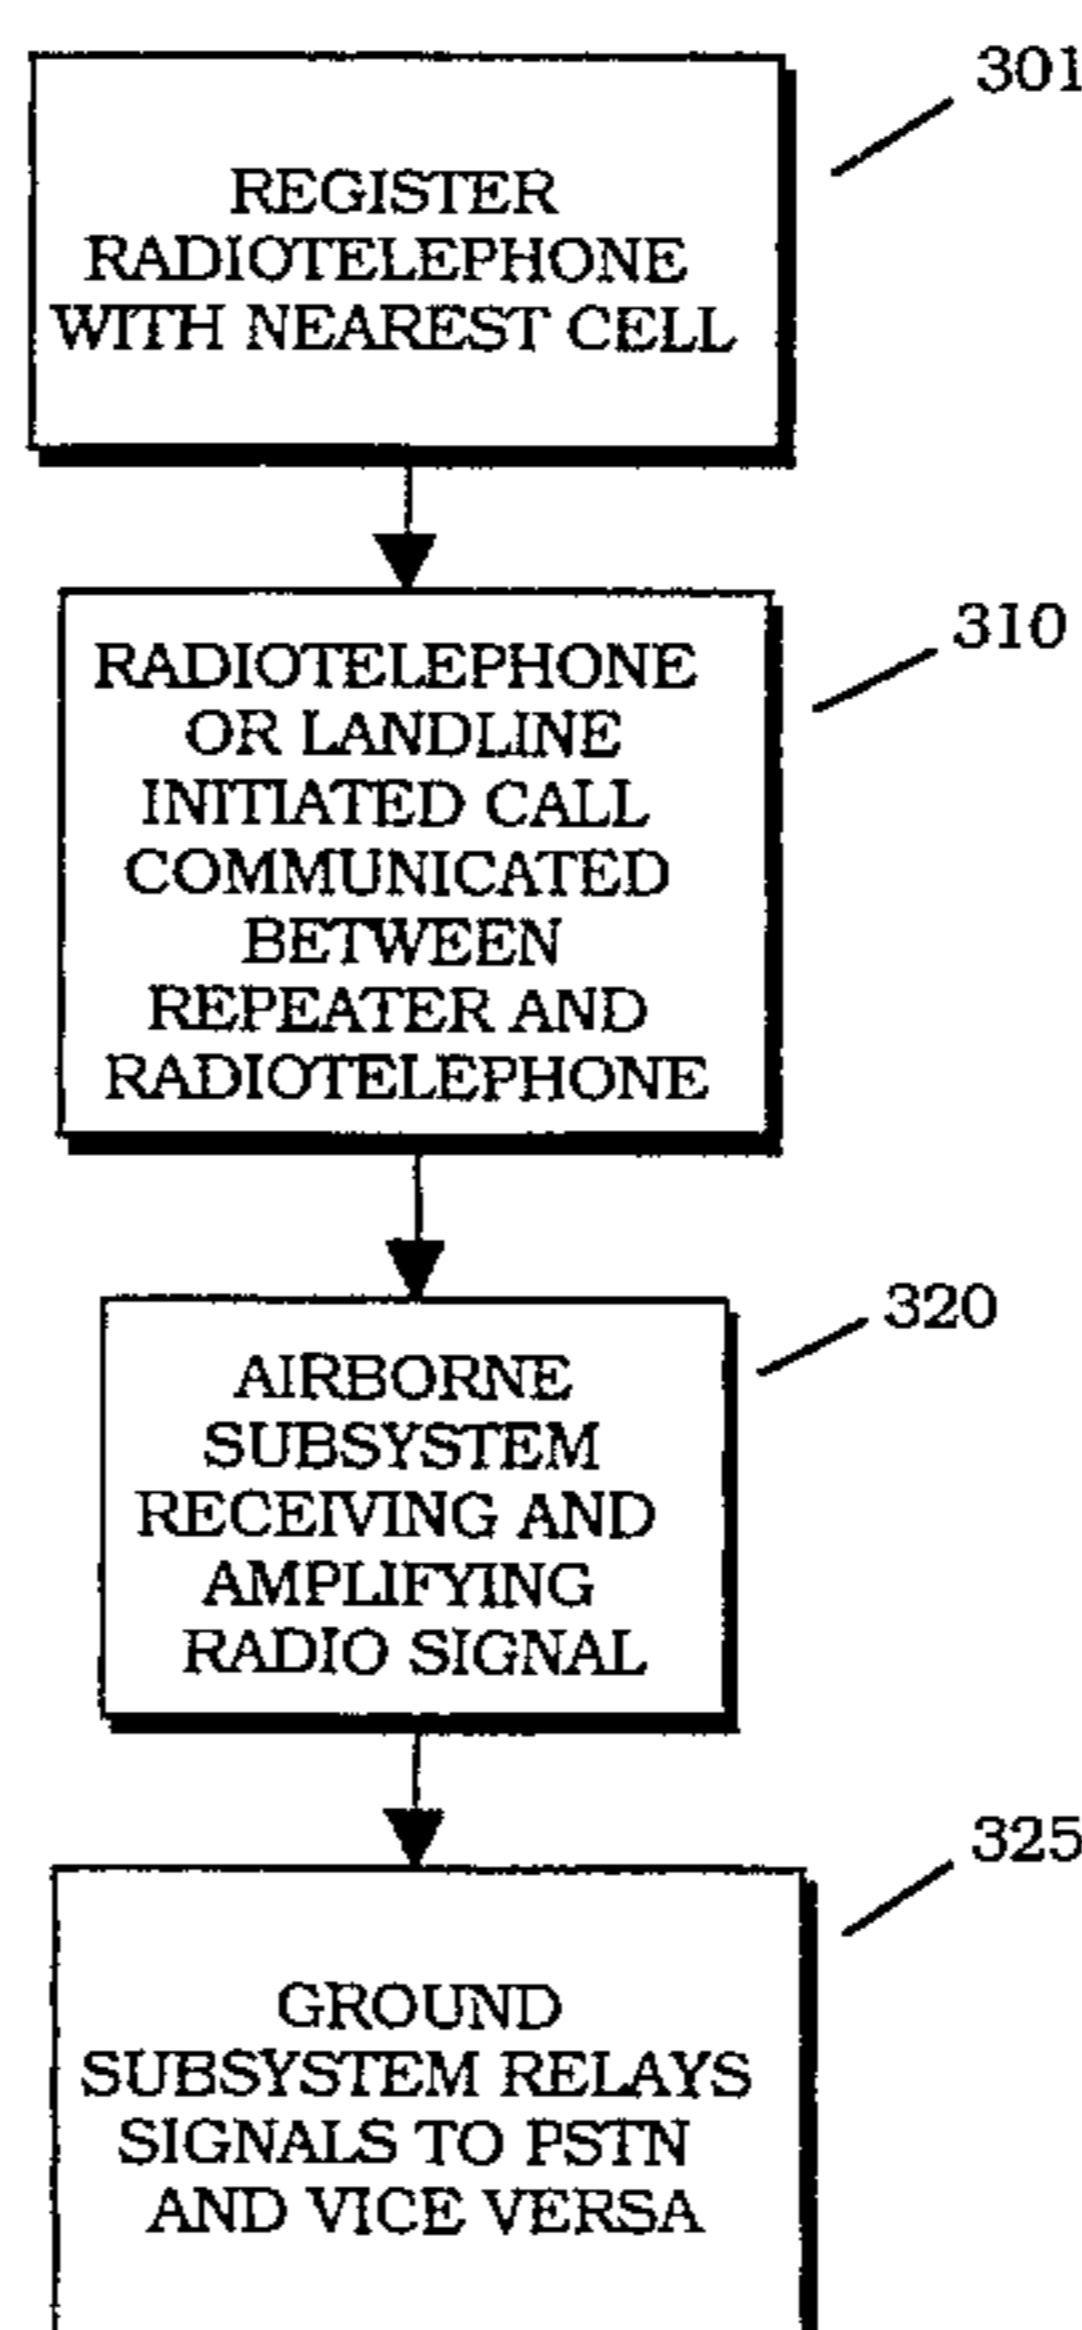 301
REGISTER
RADIOTELEPHONE
WITH NEAREST CELL
310
RADIOTELEPHONE
OR LANDLINE
INITIATED CALL
COMMUNICATED
BETWEEN
REPEATER AND
RADIOTELEPHONE
320
AIRBORNE
SUBSYSTEM
RECEIVING AND
AMPLIFYING
RADIO SIGNAL
325
GROUND
SUBSYSTEM RELAYS
SIGNALS TO PSTN
AND VICE VERSA